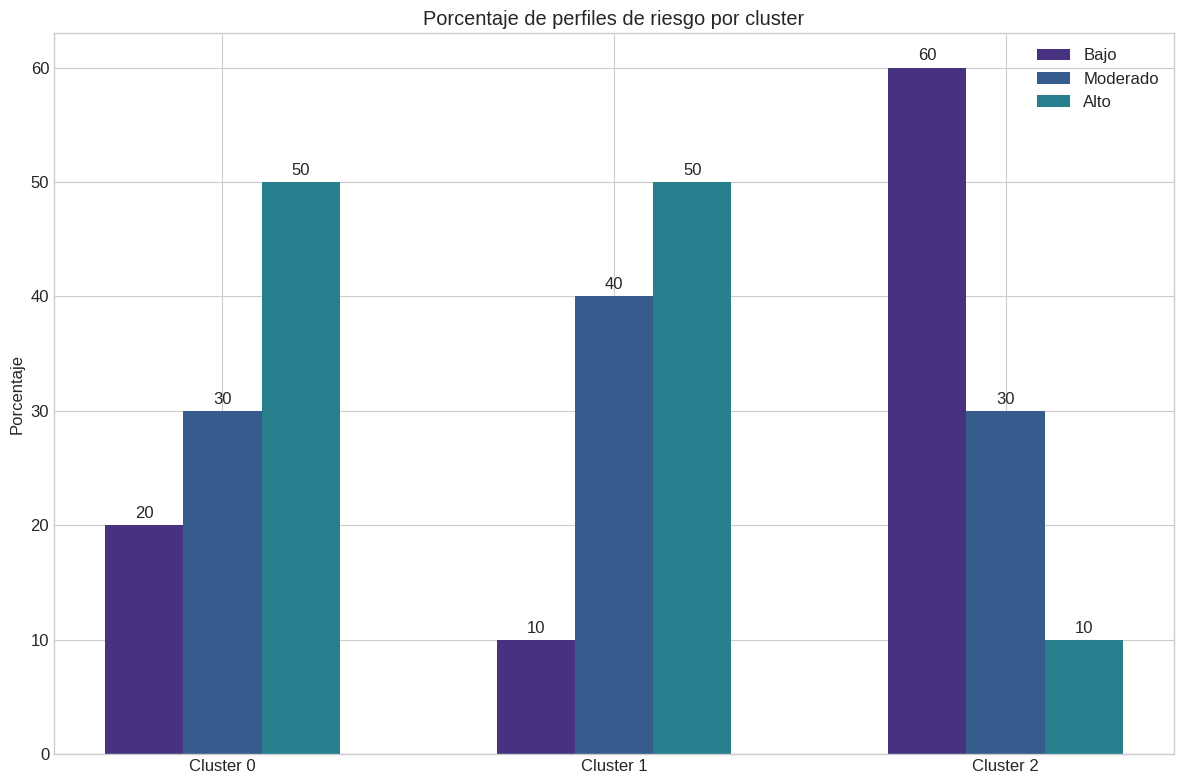 Porcentaje de perfiles de riesgo por cluster
Bajo
Moderado
Alto
Porcentaje
60
50
40
30
20
10
0
20
30
50
10
40
50
60
30
10
Cluster 0
Cluster 1
Cluster 2